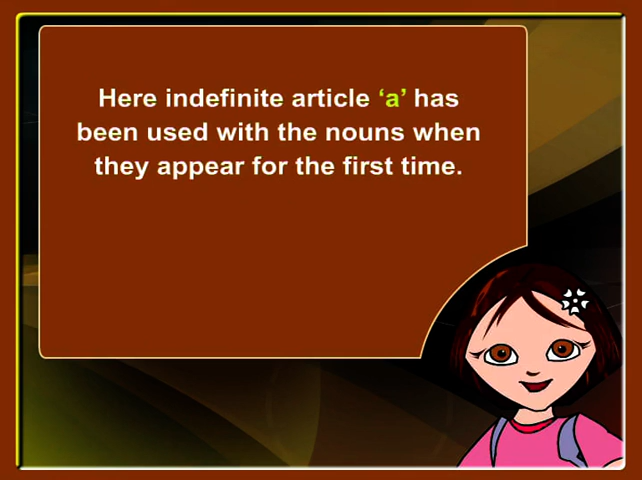 Here indefinite article ‘a’ has
been used with the nouns when
they appear for the first time.